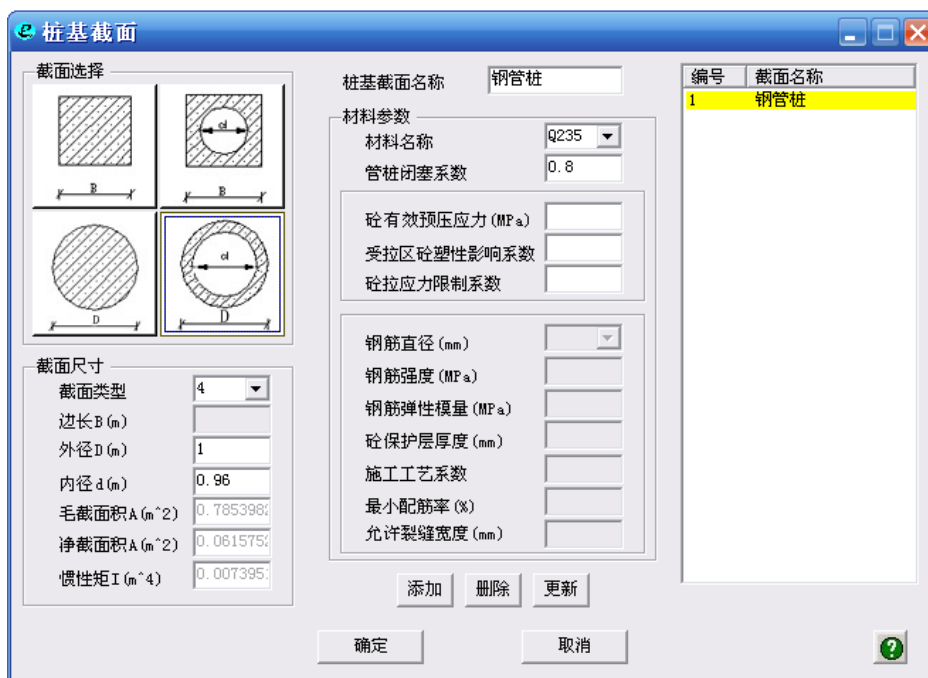 桩基截面
截面选择
B
d
B
D
d
D
截面尺寸
截面类型 4
边长B(m)
外径D(m) 1
内径d(m) 0.96
毛截面积A(m^2) 0.785398
净截面积A(m^2) 0.061575
惯性矩I(m^4) 0.007395
桩基截面名称 钢管桩
材料参数
材料名称 Q235
管桩闭塞系数 0.8
砼有效预压应力(MPa)
受拉区砼塑性影响系数
砼拉应力限制系数
钢筋直径(mm)
钢筋强度(MPa)
钢筋弹性模量(MPa)
砼保护层厚度(mm)
施工工艺系数
最小配筋率(%)
允许裂缝宽度(mm)
添加 删除 更新
编号 截面名称
1 钢管桩
确定 取消